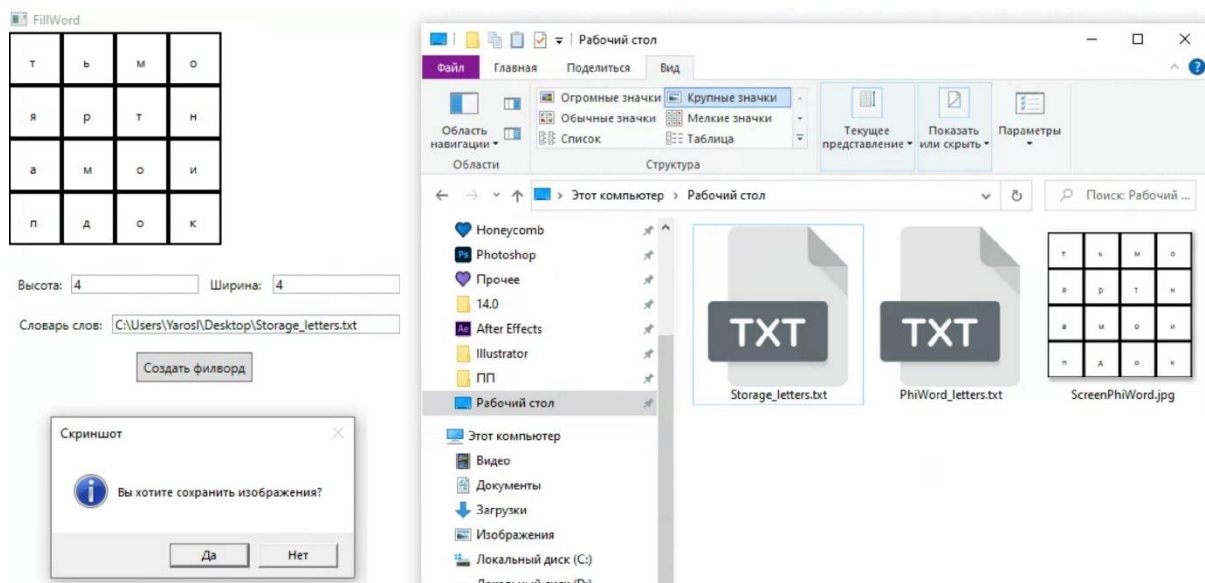 FillWord
т ь м о
я р т н
а м о и
п д о к
Высота: 4 Ширина: 4
Словарь слов: C:\Users\Yarosl\Desktop\Storage_letters.txt
Создать филворд
Скриншот
Вы хотите сохранить изображения?
Да Нет
Рабочий стол
Файл Главная Поделиться Вид
Область навигации
Области
Огромные значки Крупные значки
Обычные значки Мелкие значки
Список Таблица
Структура
Текущее представление
Показать или скрыть
Параметры
Этот компьютер Рабочий стол
Поиск: Рабочий ...
Honeycomb
Ps Photoshop
Прочее
14.0
Ae After Effects
Illustrator
ПП
Рабочий стол
Этот компьютер
Видео
Документы
Загрузки
Изображения
Локальный диск (C:)
Локальный диск (D:)
TXT
Storage_letters.txt
TXT
PhiWord_letters.txt
т ь м о
я р т н
а м о и
п д о к
ScreenPhiWord.jpg